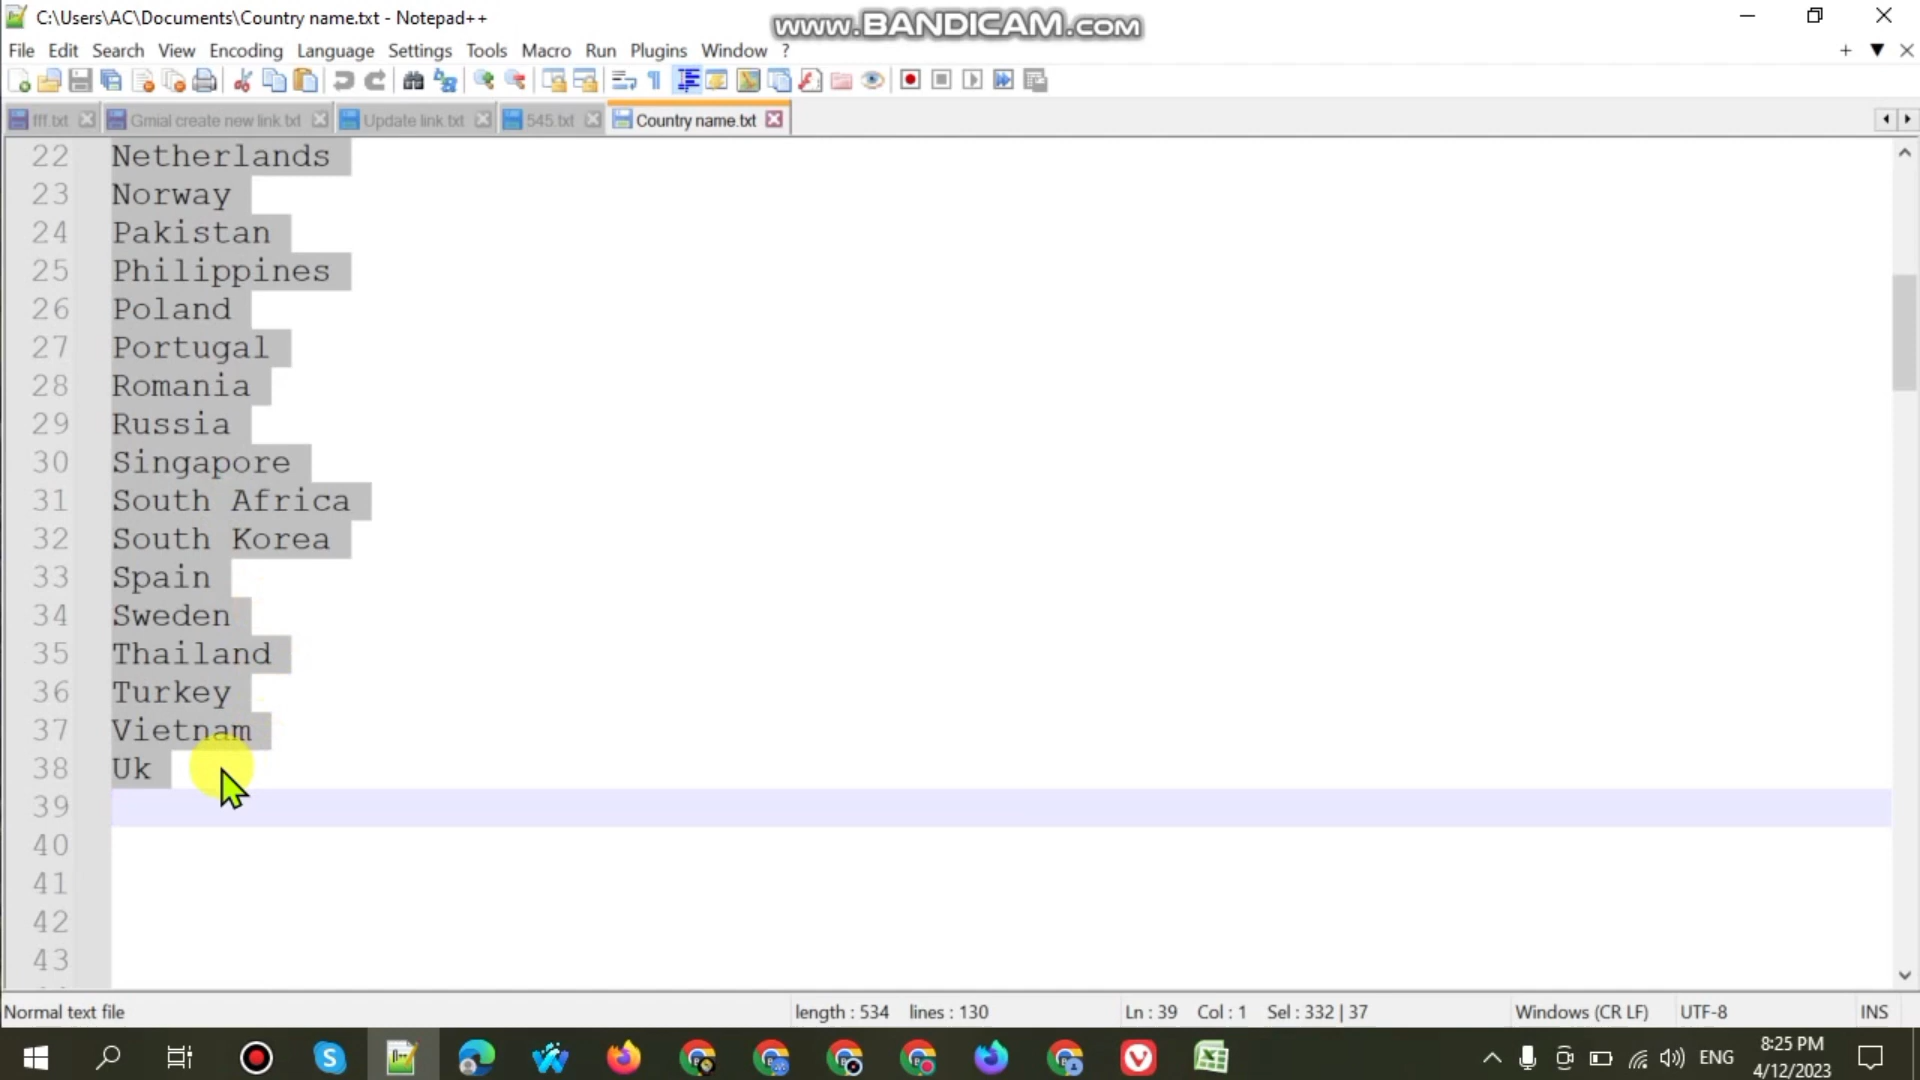 C:\Users\AC\Documents\Country name.txt - Notepad++
www.BANDICAM.com
File Edit Search View Encoding Language Settings Tools Macro Run Plugins Window ?
fff.txt Gmial create new link.txt Update link.txt 545.txt Country name.txt
22 Netherlands
23 Norway
24 Pakistan
25 Philippines
26 Poland
27 Portugal
28 Romania
29 Russia
30 Singapore
31 South Africa
32 South Korea
33 Spain
34 Sweden
35 Thailand
36 Turkey
37 Vietnam
38 Uk
39
40
41
42
43
Normal text file length : 534 lines : 130 Ln : 39 Col : 1 Sel : 332 | 37 Windows (CR LF) UTF-8 INS
ENG 8:25 PM
4/12/2023